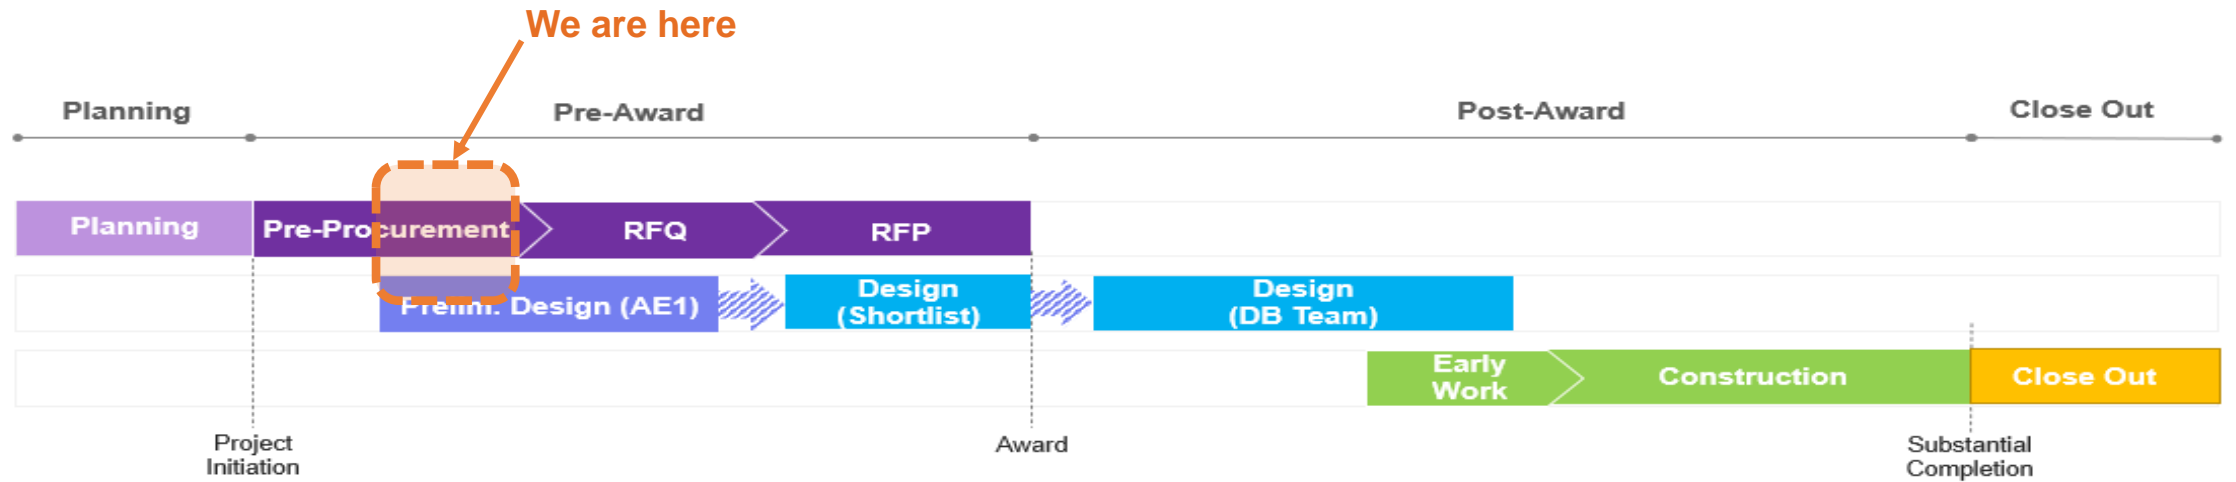 We are here
Planning
Pre-Award
Post-Award
Close Out
Planning
Pre-Procurement
RFQ
RFP
Prelim. Design (AE1)
Design
(Shortlist)
Design
(DB Team)
Early
Work
Construction
Close Out
Project
Initiation
Award
Substantial
Completion